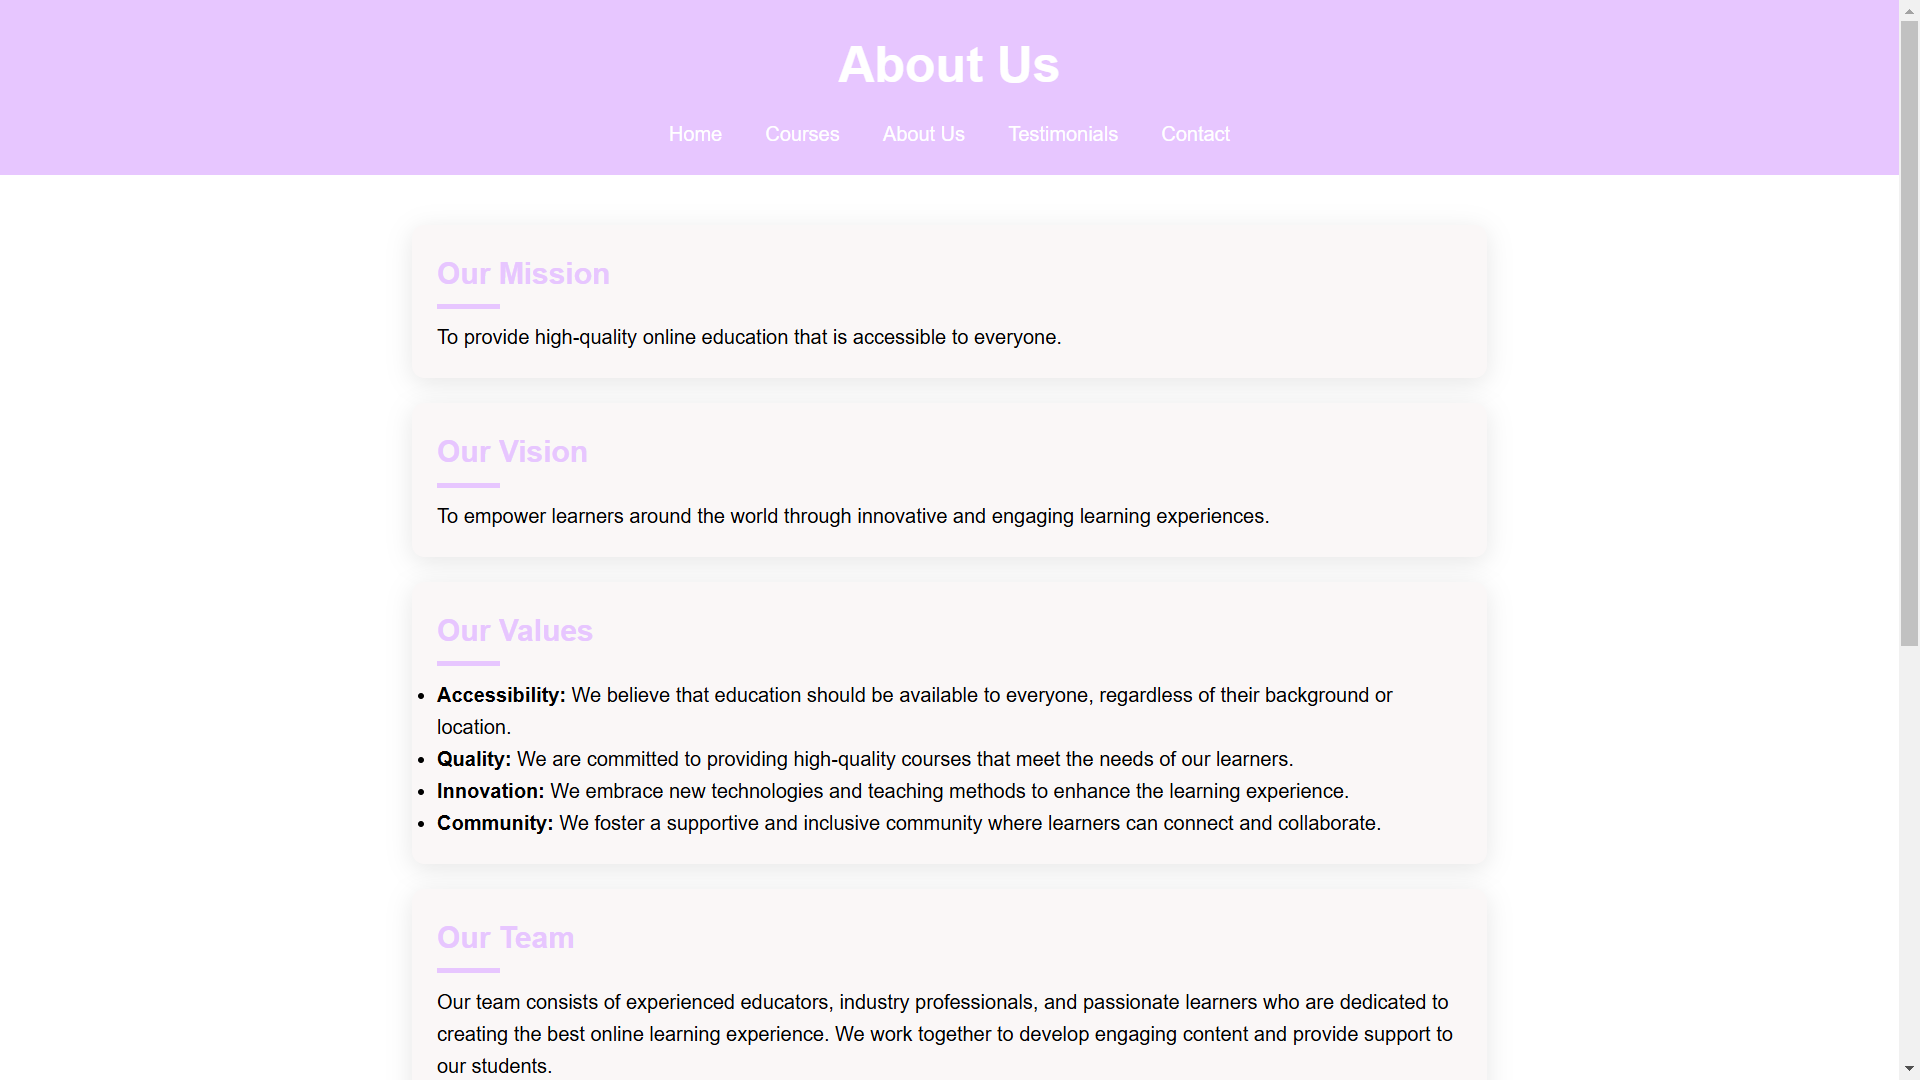 About Us
Home Courses About Us Testimonials Contact
Our Mission
To provide high-quality online education that is accessible to everyone.
Our Vision
To empower learners around the world through innovative and engaging learning experiences.
Our Values
• Accessibility: We believe that education should be available to everyone, regardless of their background or
location.
• Quality: We are committed to providing high-quality courses that meet the needs of our learners.
• Innovation: We embrace new technologies and teaching methods to enhance the learning experience.
• Community: We foster a supportive and inclusive community where learners can connect and collaborate.
Our Team
Our team consists of experienced educators, industry professionals, and passionate learners who are dedicated to
creating the best online learning experience. We work together to develop engaging content and provide support to
our students.